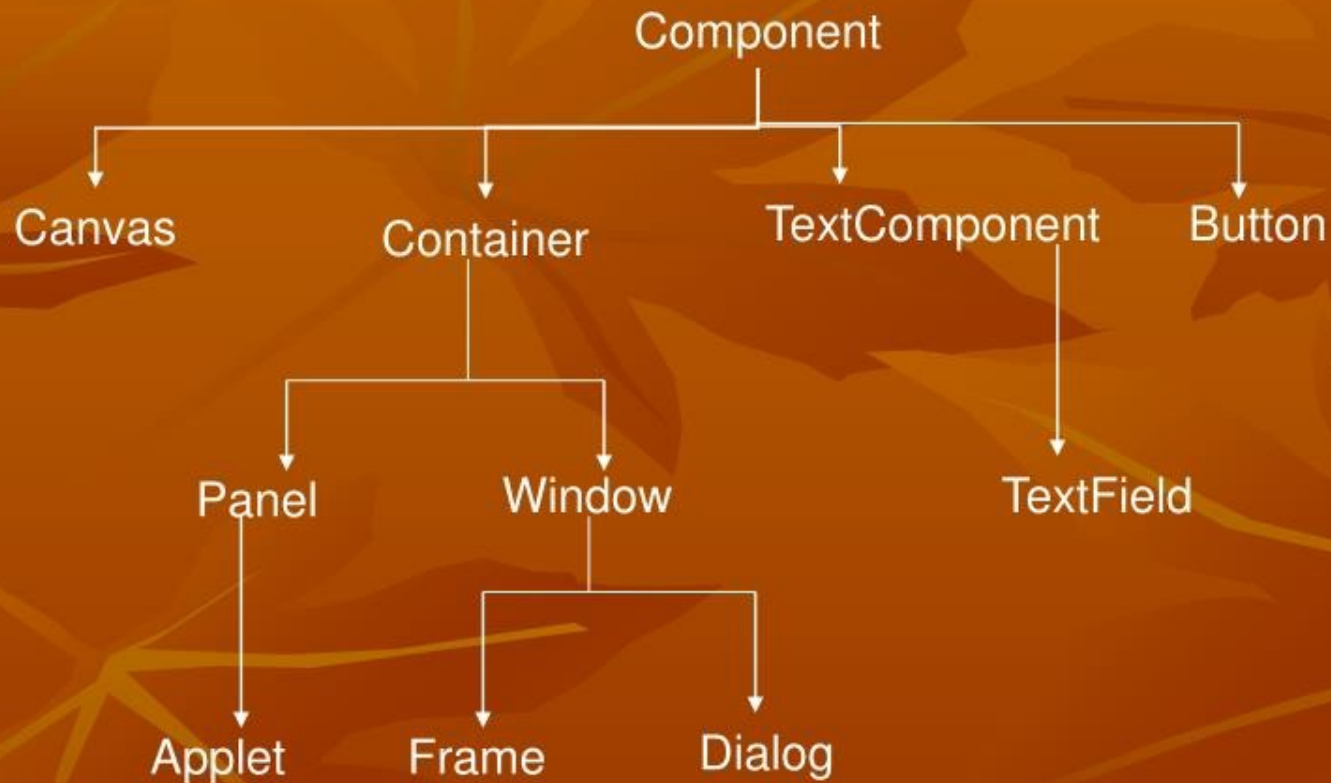 Component
Canvas
Container
TextComponent
Button
Panel
Window
TextField
Applet
Frame
Dialog